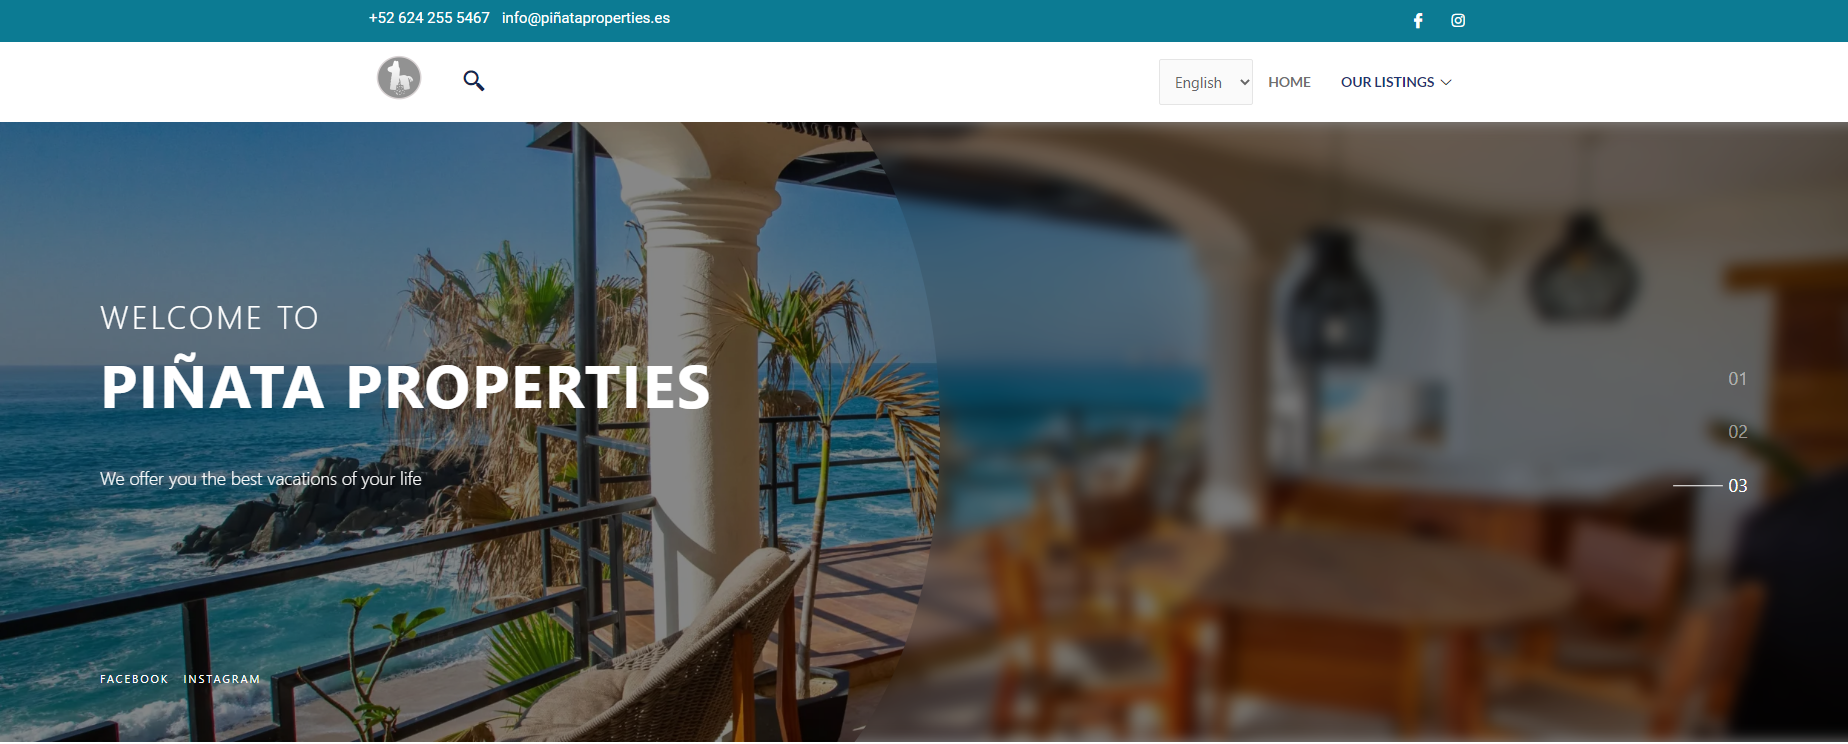 +52 624 255 5467 info@piñataproperties.es
English HOME OUR LISTINGS
WELCOME TO
PIÑATA PROPERTIES
We offer you the best vacations of your life
01
02
03
FACEBOOK INSTAGRAM